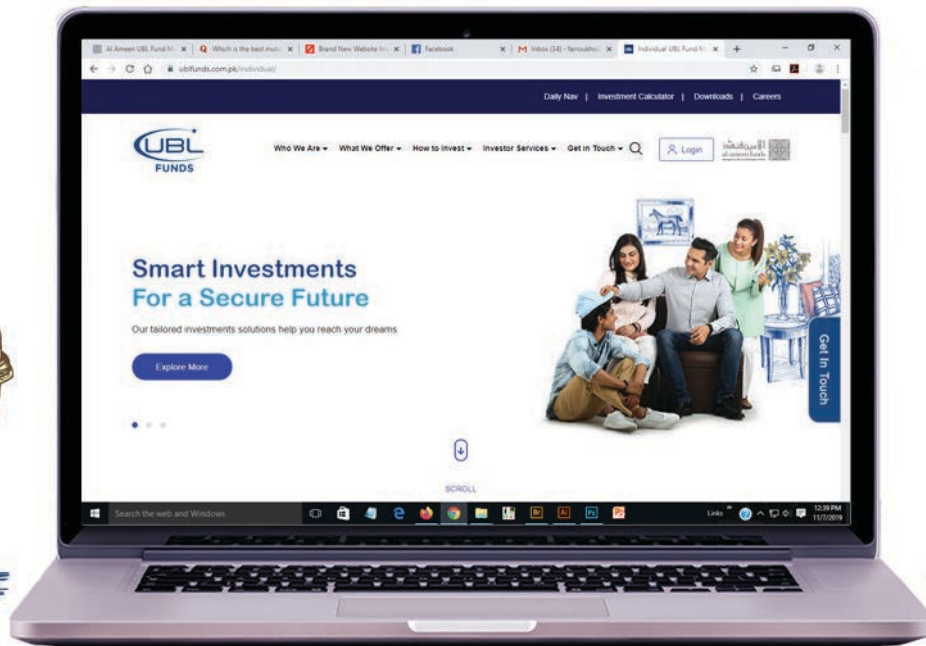 Al Ameen UBL Fund M
Which is the best mutu
Brand New Website
Facebook
Inbox (34) -
Individual UBL Fund M
ublfunds.com.pk/individual/
Daily Nav | Investment Calculator | Downloads | Careers
UBL
FUNDS
Who We Are What We Offer How to Invest Investor Services Get in Touch
Login
Smart Investments
For a Secure Future
Our tailored investments solutions help you reach your dreams
Explore More
Get In Touch
SCROLL
Search the web and Windows
Br Ai Ps
Links
12:39 PM
11/7/2019